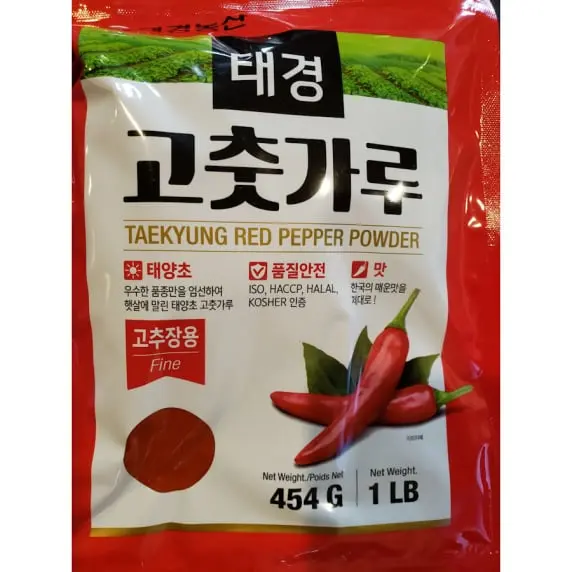 태경
고춧가루
TAEKYUNG RED PEPPER POWDER
태양초
우수한 품종만을 엄선하여
햇살에 말린 태양초 고춧가루
품질안전
ISO, HACCP, HALAL,
KOSHER 인증
맛
한국의 매운맛을
제대로!
고추장용
Fine
Net Weight./Poids Net
454 G
Net Weight.
1 LB